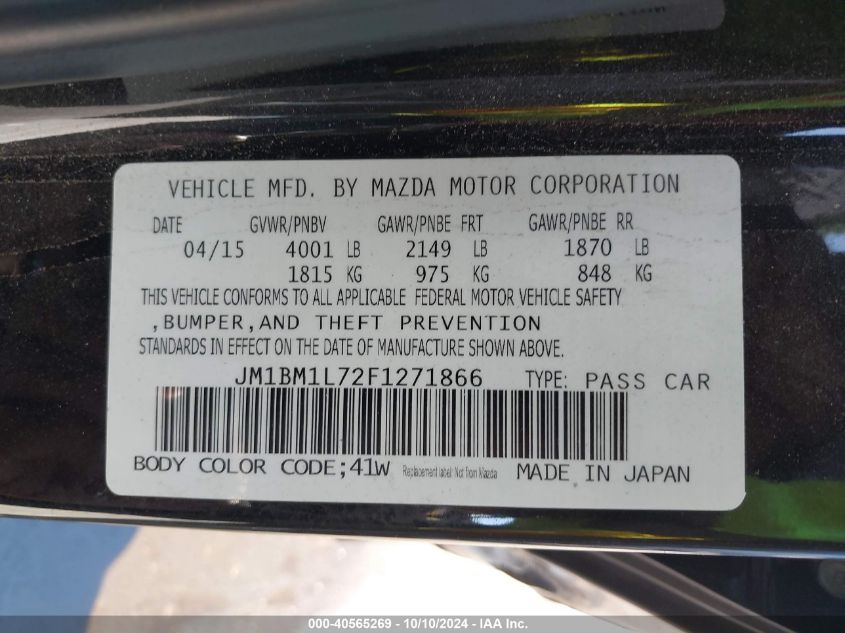 VEHICLE MFD. BY MAZDA MOTOR CORPORATION
DATE GVWR/PNBV GAWR/PNBE FRT GAWR/PNBE RR
04/15 4001 LB 2149 LB 1870 LB
1815 KG 975 KG 848 KG
THIS VEHICLE CONFORMS TO ALL APPLICABLE FEDERAL MOTOR VEHICLE SAFETY
,BUMPER,AND THEFT PREVENTION
STANDARDS IN EFFECT ON THE DATE OF MANUFACTURE SHOWN ABOVE.
JM1BM1L72F1271866 TYPE: PASS CAR
BODY COLOR CODE;41W Replacement label: Not from Mazda MADE IN JAPAN
000-40565269 - 10/10/2024 - IAA Inc.